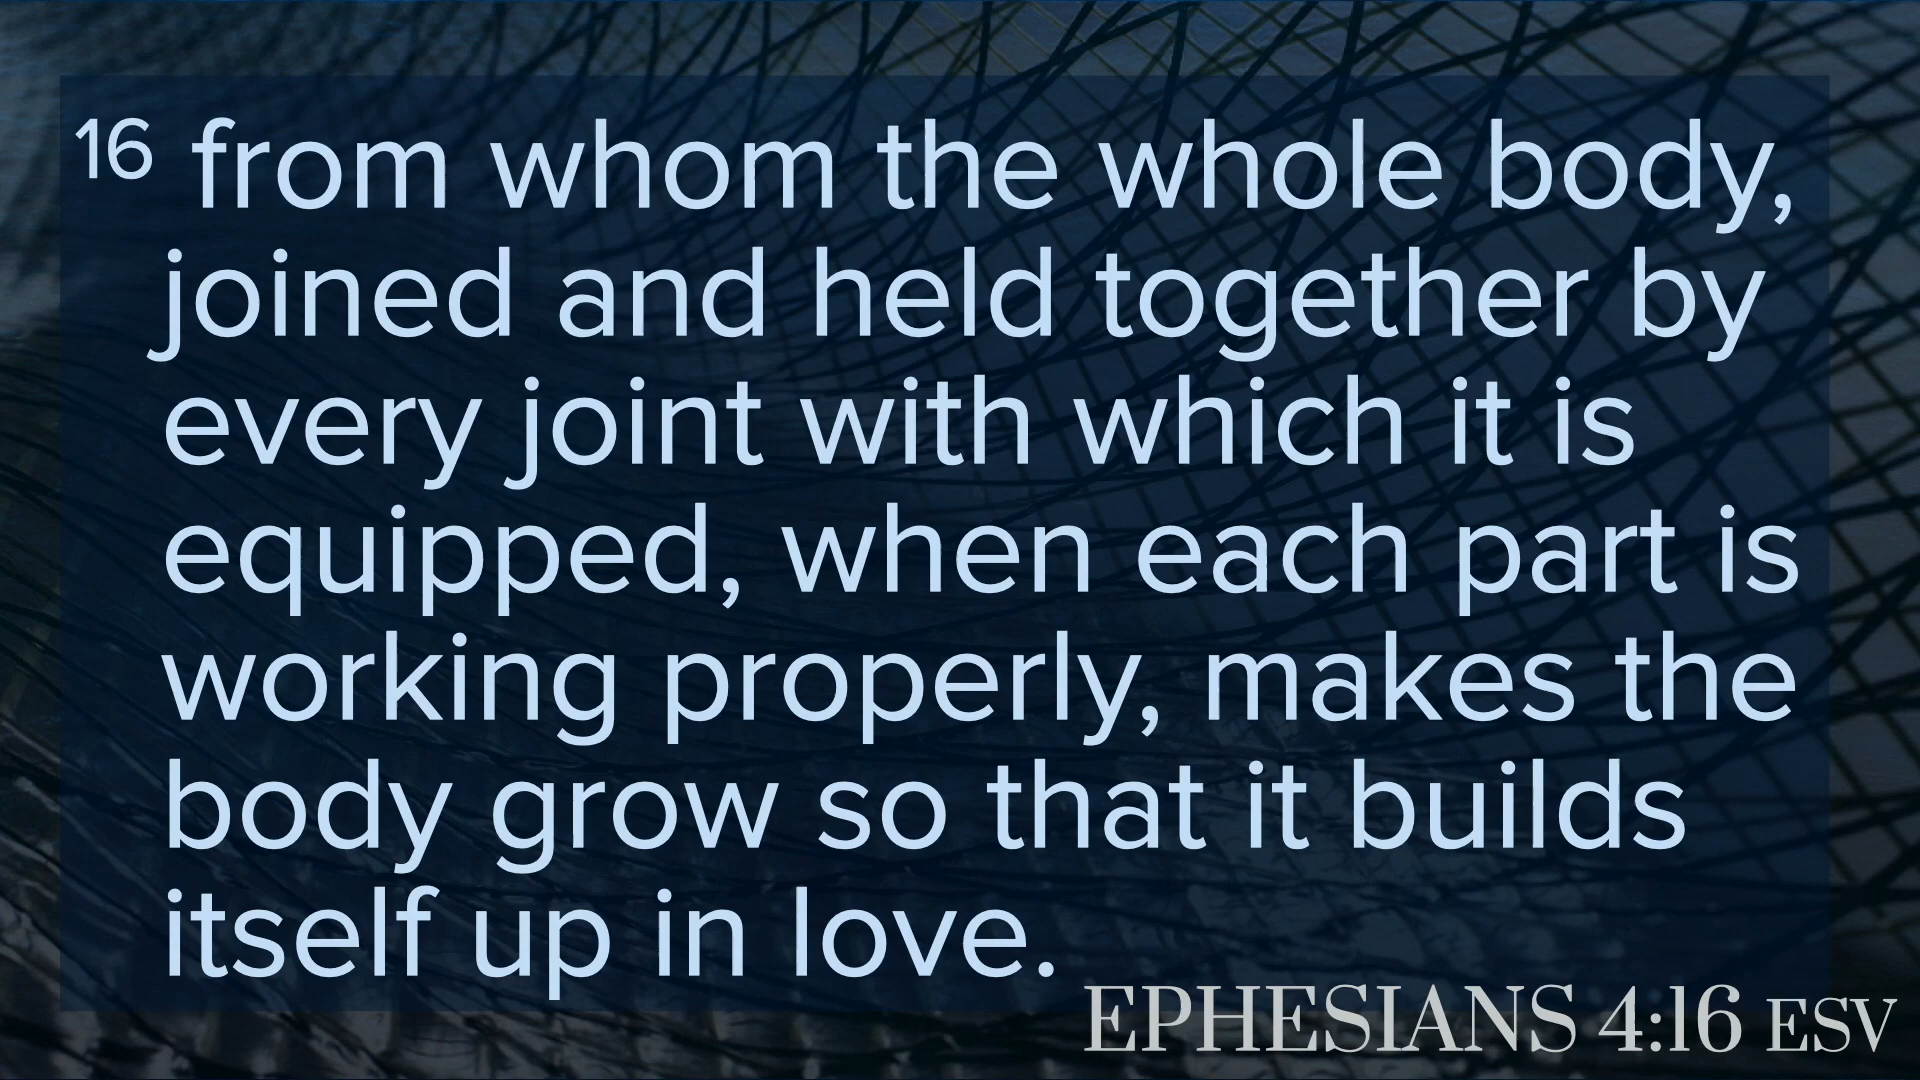 16 from whom the whole body,
joined and held together by
every joint with which it is
equipped, when each part is
working properly, makes the
body grow so that it builds
itself up in love.
EPHESIANS 4:16 ESV